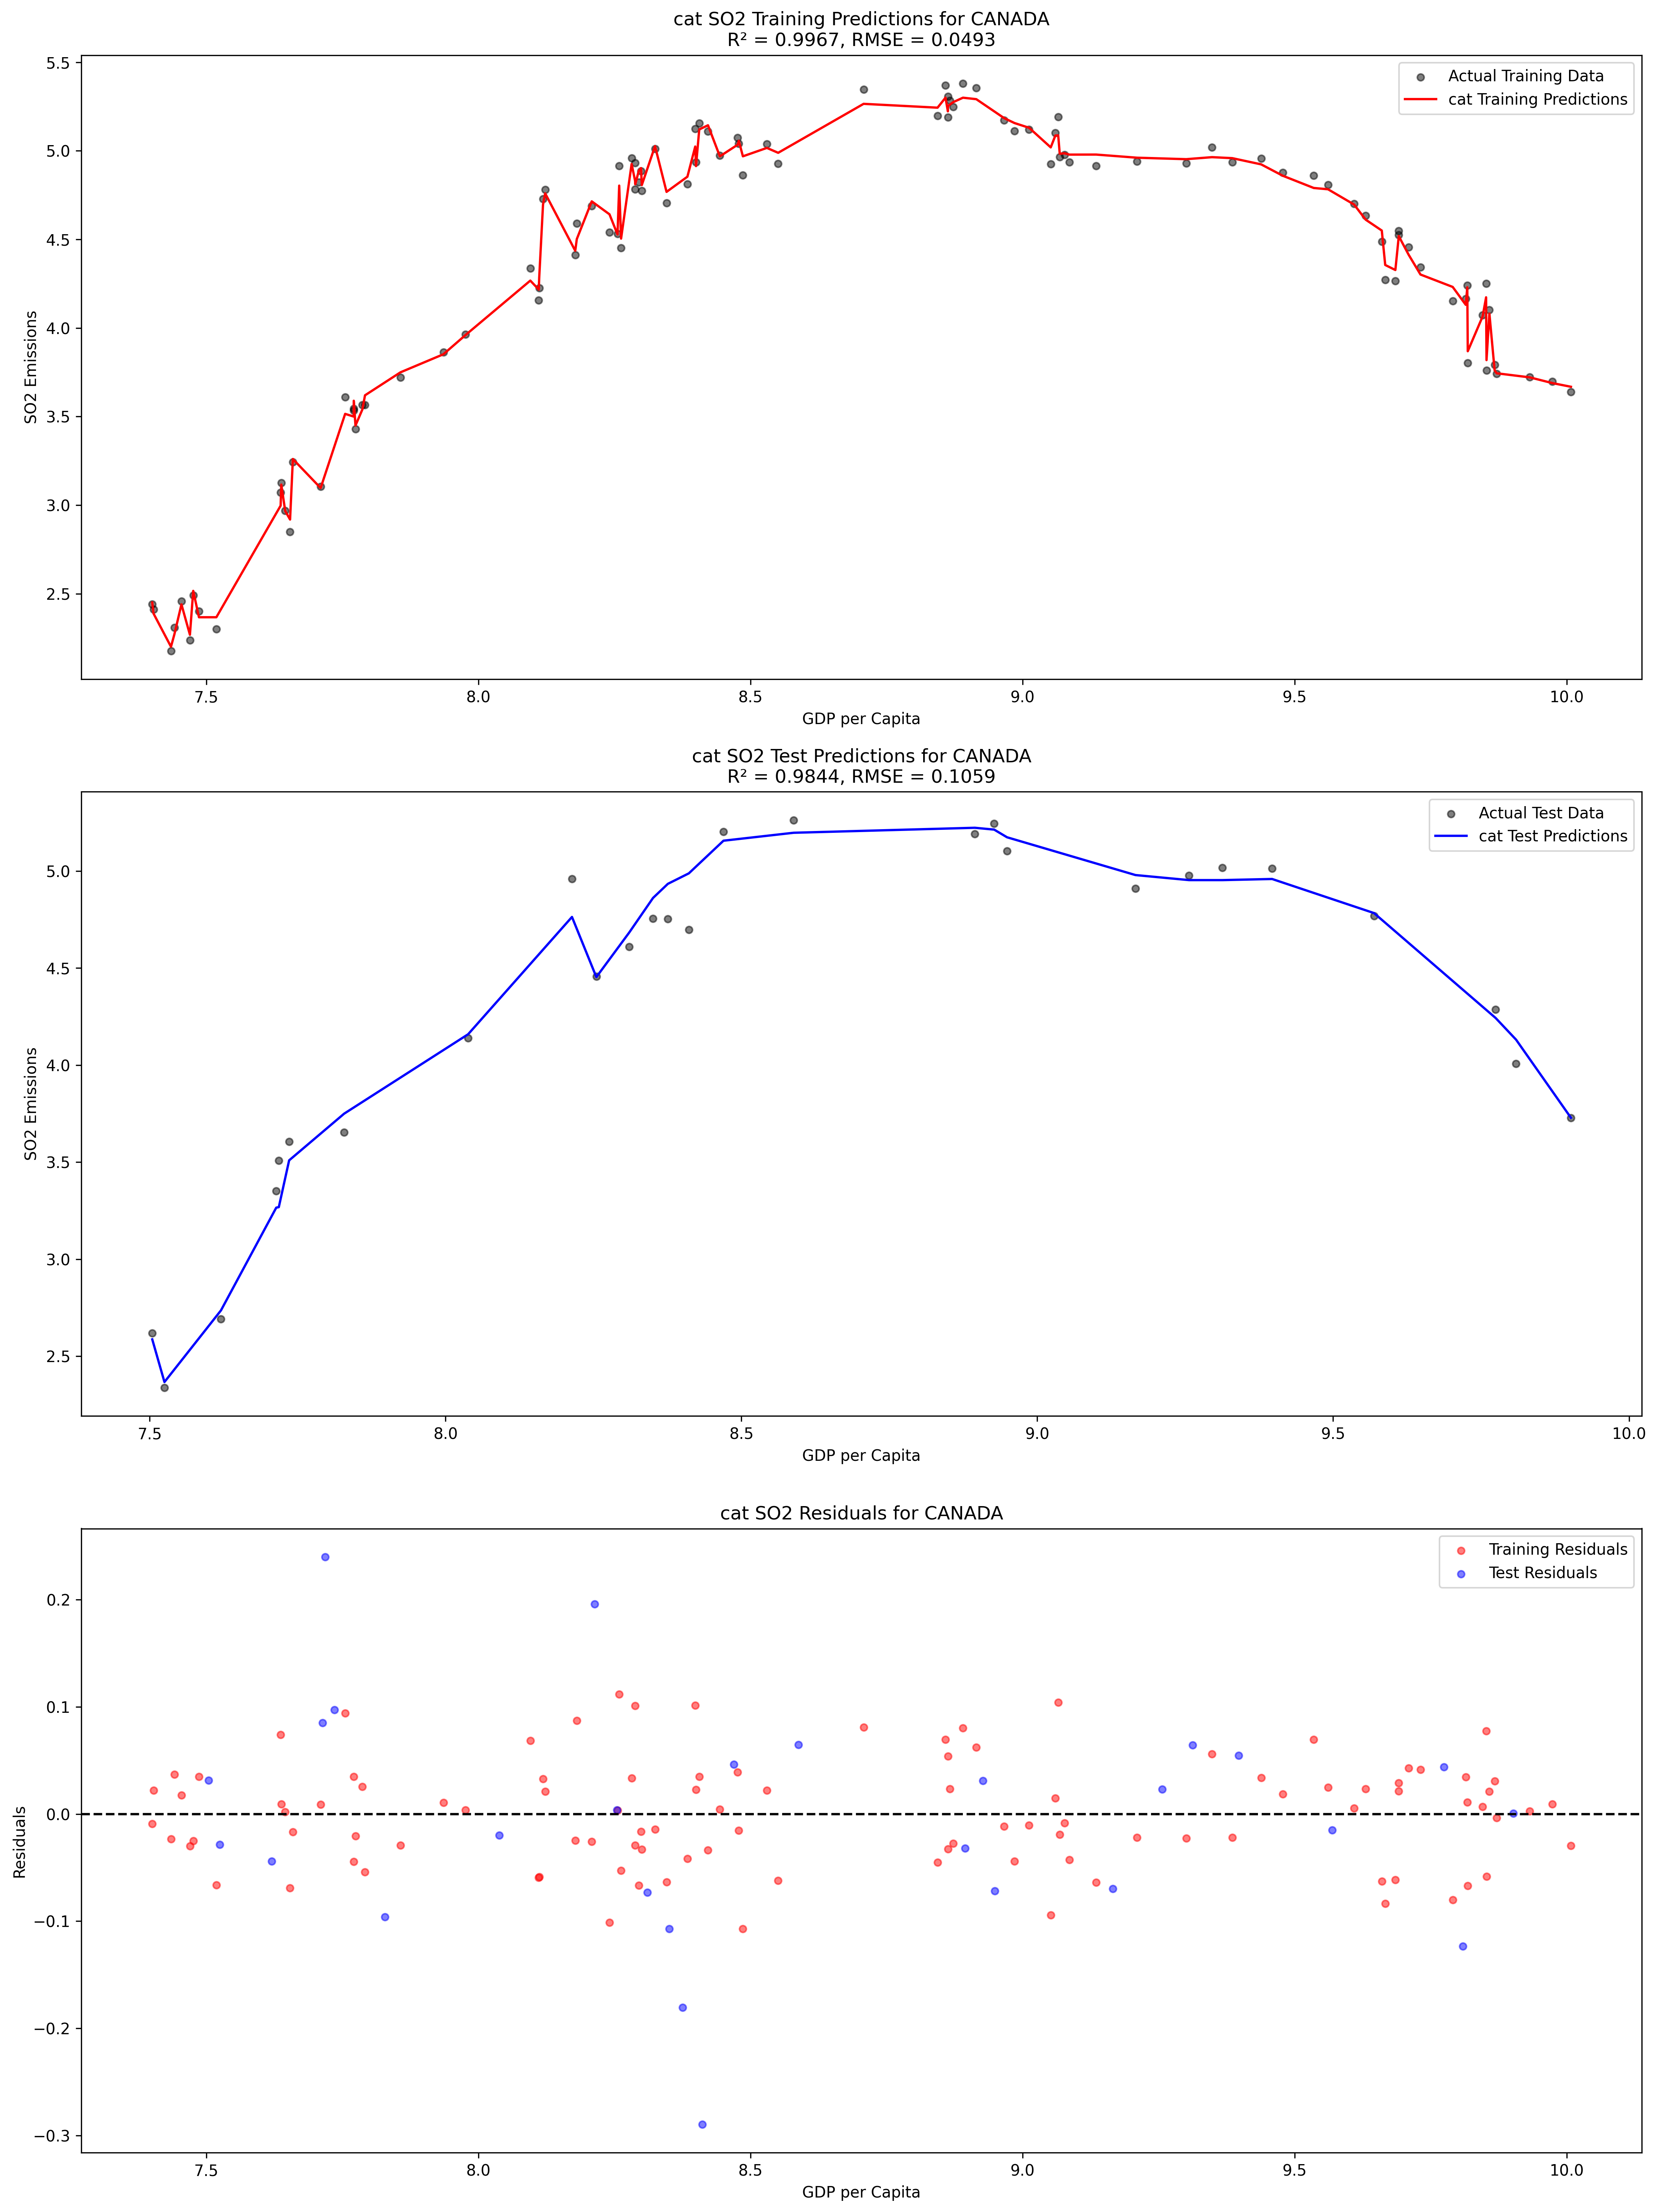 cat SO2 Training Predictions for CANADA
R² = 0.9967, RMSE = 0.0493
Actual Training Data
cat Training Predictions
SO2 Emissions
5.5
5.0
4.5
4.0
3.5
3.0
2.5
7.5 8.0 8.5 9.0 9.5 10.0
GDP per Capita
cat SO2 Test Predictions for CANADA
R² = 0.9844, RMSE = 0.1059
Actual Test Data
cat Test Predictions
SO2 Emissions
5.0
4.5
4.0
3.5
3.0
2.5
7.5 8.0 8.5 9.0 9.5 10.0
GDP per Capita
cat SO2 Residuals for CANADA
Training Residuals
Test Residuals
Residuals
0.2
0.1
0.0
−0.1
−0.2
−0.3
7.5 8.0 8.5 9.0 9.5 10.0
GDP per Capita